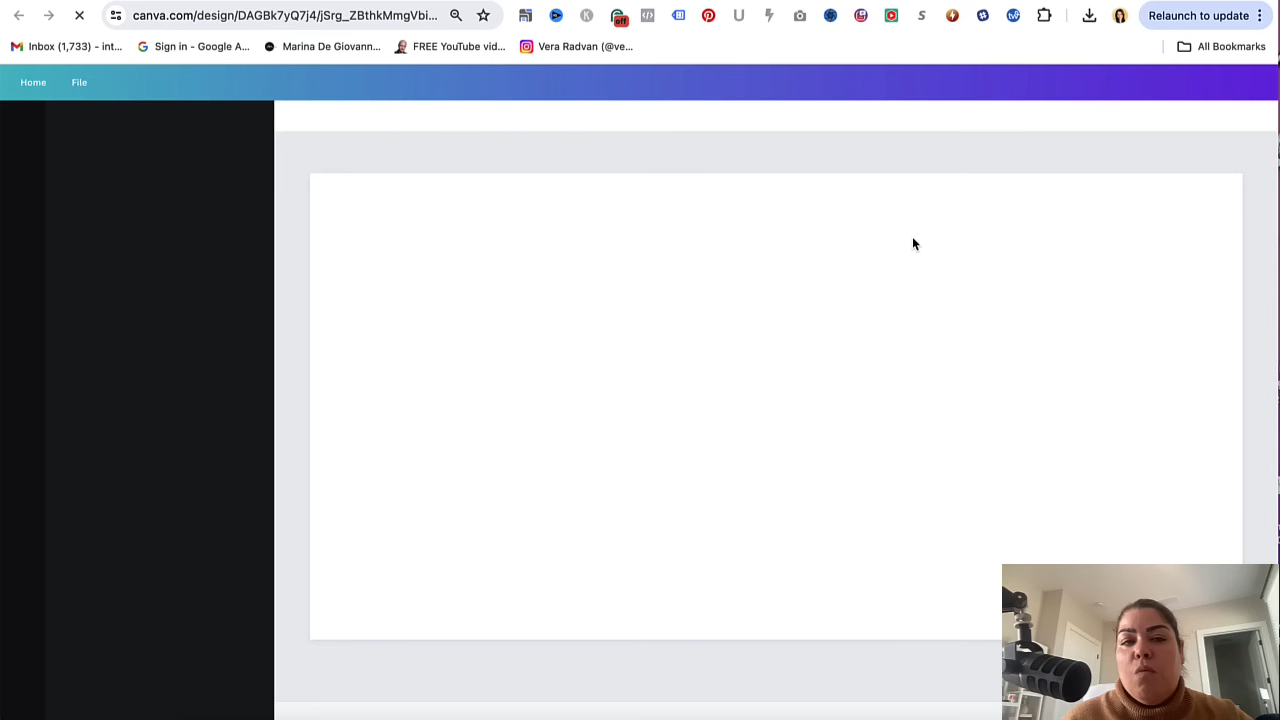 canva.com/design/DAGBk7yQ7j4/jSrg_ZBthkMmgVbi...
off
Relaunch to update
Inbox (1,733) - int...
Sign in - Google A...
Marina De Giovann...
FREE YouTube vid...
Vera Radvan (@ve...
All Bookmarks
Home
File